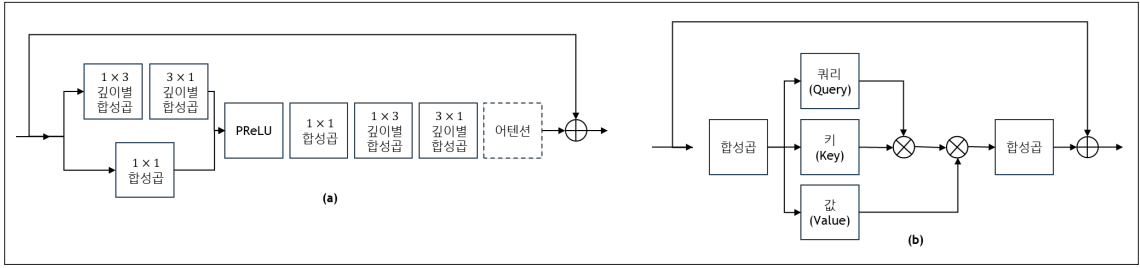 1 × 3
깊이별
합성곱
3 × 1
깊이별
합성곱
1 × 1
합성곱
PReLU
1 × 1
합성곱
1 × 3
깊이별
합성곱
3 × 1
깊이별
합성곱
어텐션
(a)
합성곱
쿼리
(Query)
키
(Key)
값
(Value)
합성곱
(b)